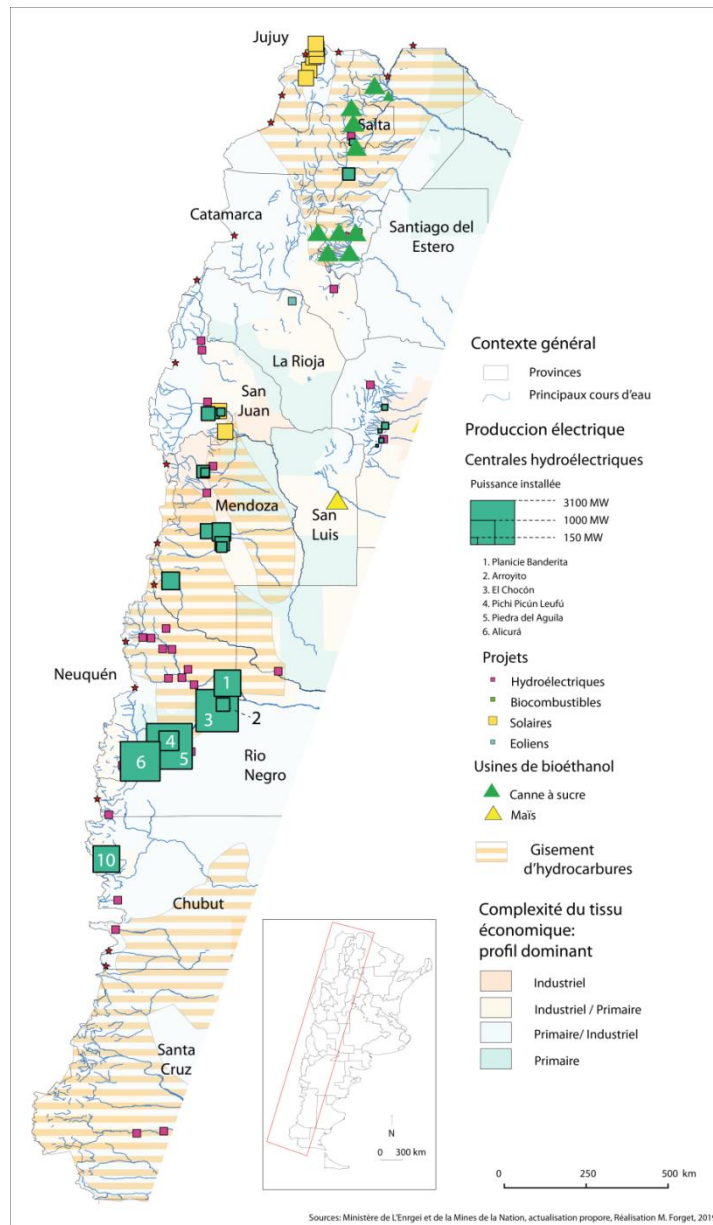 Jujuy
Salta
Catamarca
Santiago del
Estero
La Rioja
San
Juan
Mendoza
San
Luis
Neuquén
1
3
2
4
5
6
Rio
Negro
10
Chubut
Santa
Cruz
N
0 300 km
Contexte général
Provinces
Principaux cours d'eau
Produccion électrique
Centrales hydroélectriques
Puissance installée
3100 MW
1000 MW
150 MW
1. Planicie Banderita
2. Arroyito
3. El Chocón
4. Pichi Picún Leufú
5. Piedra del Aguila
6. Alicurá
Projets
Hydroélectriques
Biocombustibles
Solaires
Eoliens
Usines de bioéthanol
Canne à sucre
Maïs
Gisement
d'hydrocarbures
Complexité du tissu
économique:
profil dominant
Industriel
Industriel / Primaire
Primaire/ Industriel
Primaire
0 250 500 km
Sources: Ministère de L'Enrgei et de la Mines de la Nation, actualisation propore, Réalisation M. Forget, 2019